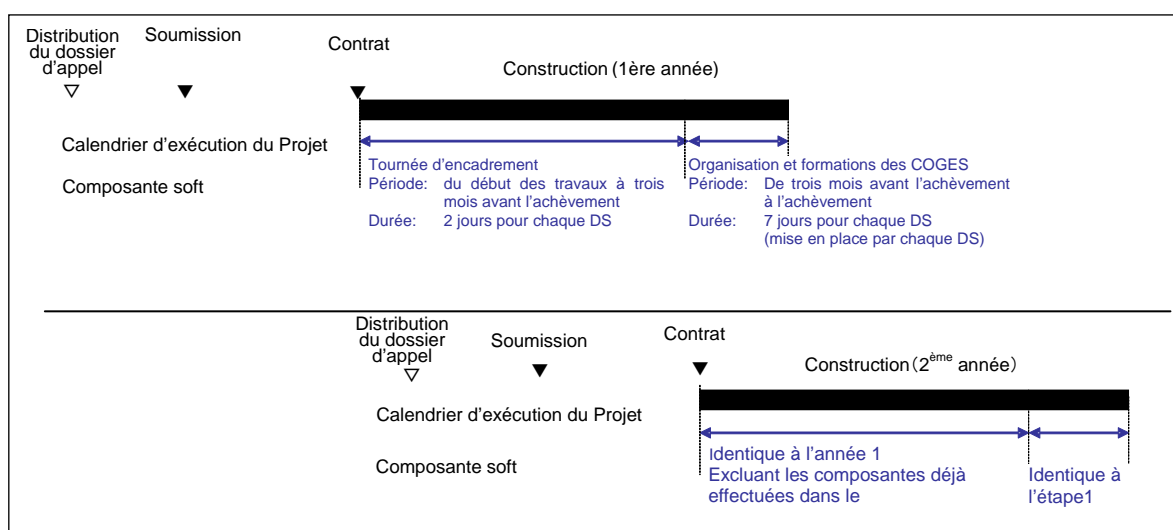 Distribution
du dossier
d'appel
Soumission
Contrat
Construction (1ère année)
Calendrier d'exécution du Projet
Composante soft
Tournée d'encadrement
Période: du début des travaux à trois
mois avant l'achèvement
Durée: 2 jours pour chaque DS
Organisation et formations des COGES
Période: De trois mois avant l'achèvement
à l'achèvement
Durée: 7 jours pour chaque DS
(mise en place par chaque DS)
Distribution
du dossier
d'appel
Soumission
Contrat
Construction (2ème année)
Calendrier d'exécution du Projet
Composante soft
Identique à l'année 1
Excluant les composantes déjà
effectuées dans le
Identique à
l'étape1